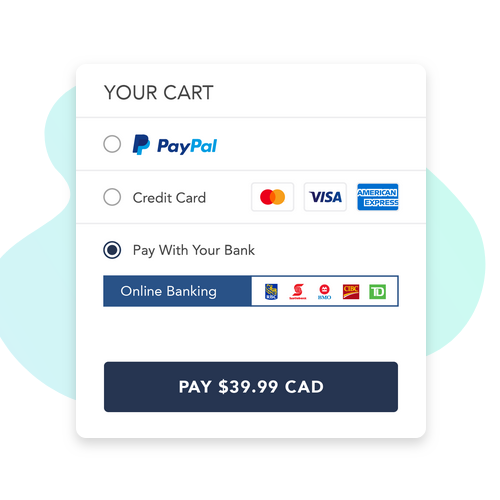 YOUR CART
PayPal
Credit Card VISA AMERICAN EXPRESS
Pay With Your Bank
Online Banking RBC Scotiabank BMO CIBC TD
PAY $39.99 CAD